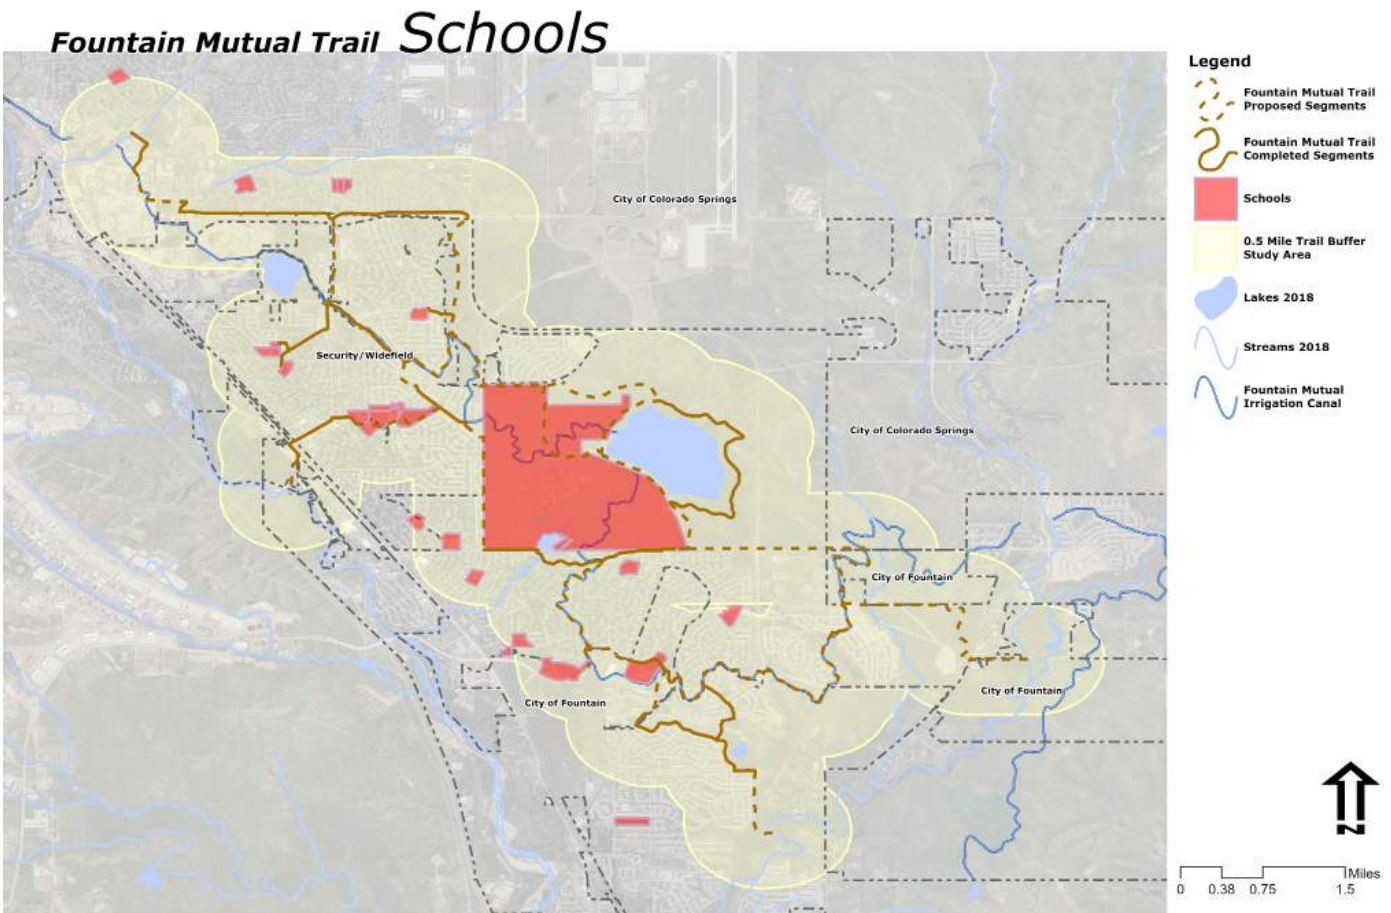 Fountain Mutual Trail Schools
Legend
Fountain Mutual Trail
Proposed Segments
Fountain Mutual Trail
Completed Segments
Schools
0.5 Mile Trail Buffer
Study Area
Lakes 2018
Streams 2018
Fountain Mutual
Irrigation Canal
City of Colorado Springs
Security/Widefield
City of Colorado Springs
City of Fountain
City of Fountain
City of Fountain
N
Miles
0 0.38 0.75 1.5